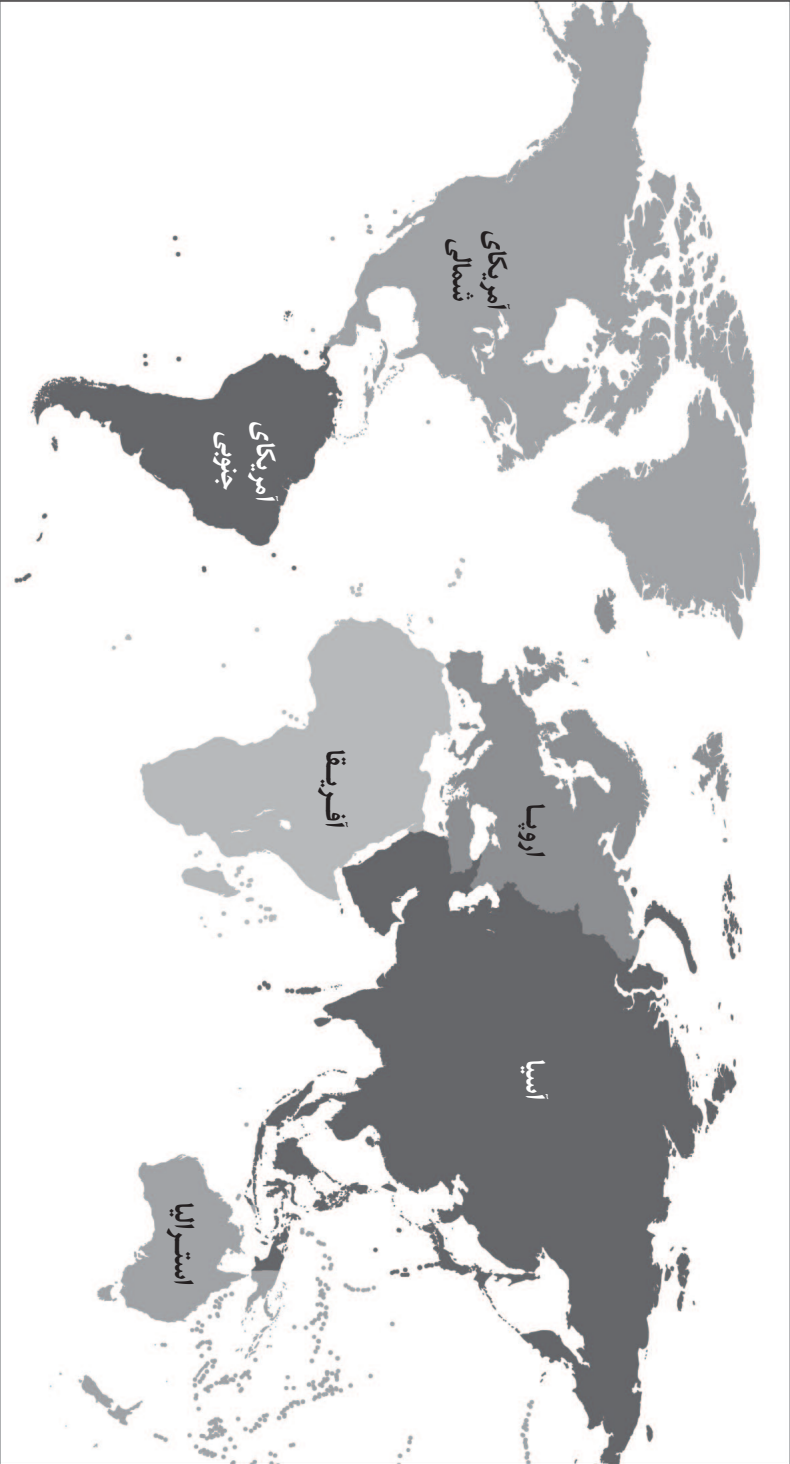 آمریکای
شمالی
آمریکای
جنوبی
آفریقا
اروپا
آسیا
استرالیا